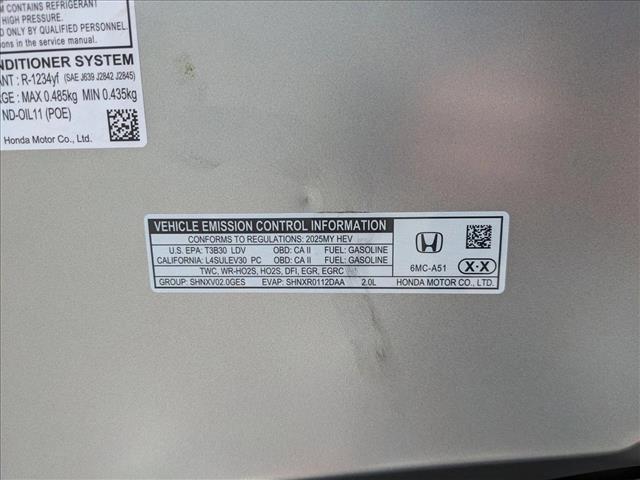 M CONTAINS REFRIGERANT
HIGH PRESSURE.
D ONLY BY QUALIFIED PERSONNEL.
ONS in the service manual.
NDITIONER SYSTEM
ANT : R-1234yf (SAE J639 J2842 J2845)
RGE : MAX 0.485kg MIN 0.435kg
ND-OIL11 (POE)
Honda Motor Co., Ltd.
VEHICLE EMISSION CONTROL INFORMATION
CONFORMS TO REGULATIONS: 2025MY HEV
U.S. EPA: T3B30 LDV OBD: CA II FUEL: GASOLINE
CALIFORNIA: L4SULEV30 PC OBD: CA II FUEL: GASOLINE
TWC, WR-HO2S, HO2S, DFI, EGR, EGRC
GROUP: SHNXV02.0GES EVAP: SHNXR0112DAA 2.0L
6MC-A51 X·X
HONDA MOTOR CO., LTD.